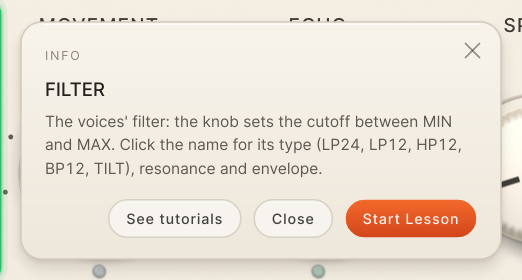 MOVEMENT ECHO SP
INFO
FILTER
The voices' filter: the knob sets the cutoff between MIN
and MAX. Click the name for its type (LP24, LP12, HP12,
BP12, TILT), resonance and envelope.
See tutorials Close Start Lesson